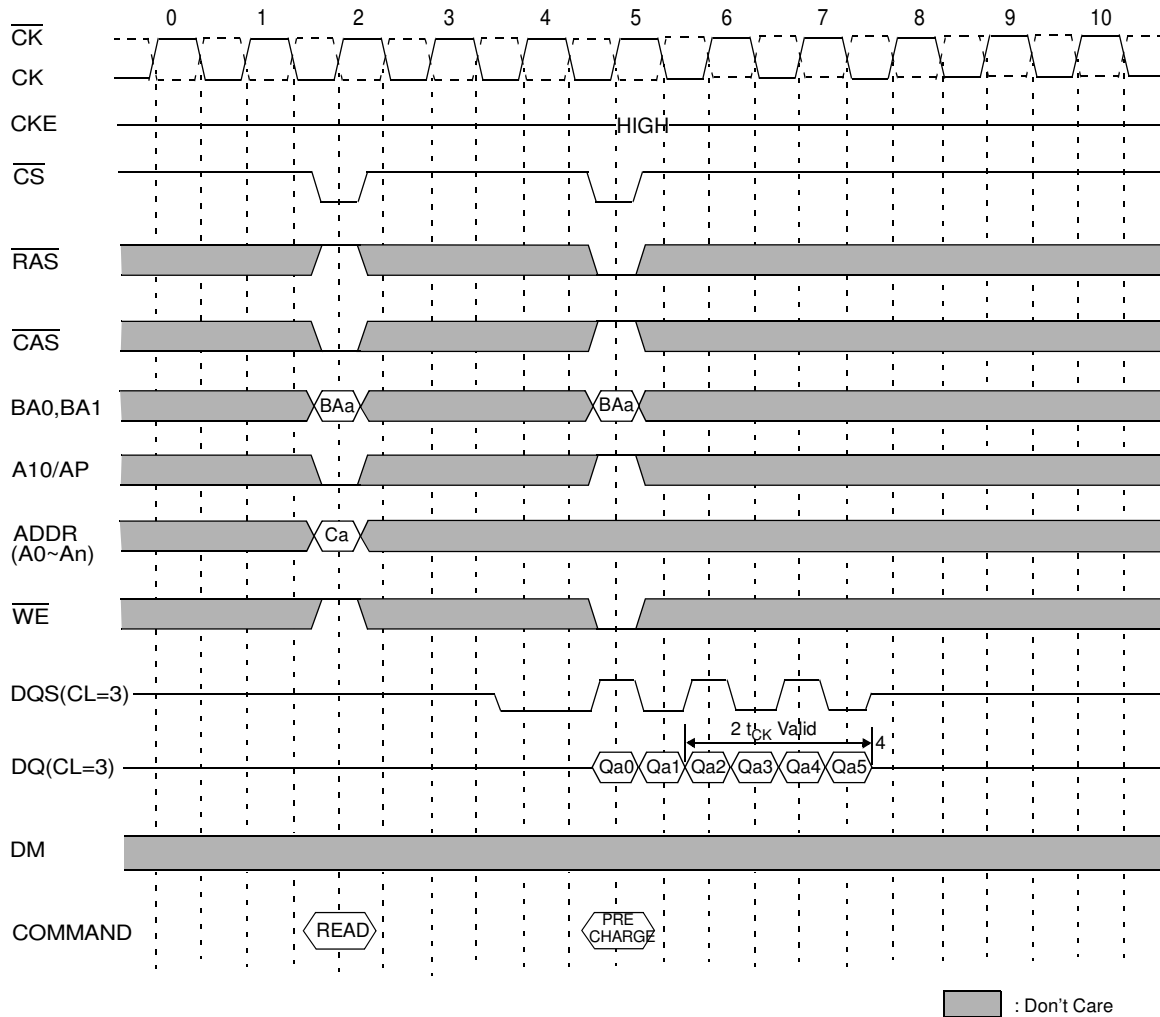 0 1 2 3 4 5 6 7 8 9 10
CK
CK
CKE HIGH
CS
RAS
CAS
BA0,BA1 BAa BAa
A10/AP
ADDR Ca
(A0~An)
WE
DQS(CL=3)
2 tCK Valid
4
DQ(CL=3) Qa0 Qa1 Qa2 Qa3 Qa4 Qa5
DM
COMMAND READ PRE
CHARGE
: Don't Care